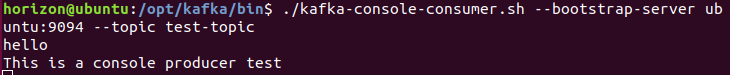 horizon@ubuntu:/opt/kafka/bin$ ./kafka-console-consumer.sh --bootstrap-server ub
untu:9094 --topic test-topic
hello
This is a console producer test